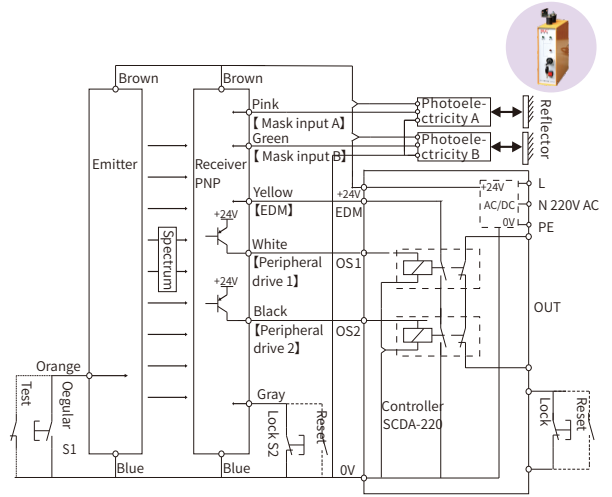 Brown
Brown
Pink
【Mask input A】
Green
【Mask input B】
Photoele-
ctricity A
Photoele-
ctricity B
Reflector
Emitter
Receiver
PNP
Yellow
【EDM】
+24V
EDM
+24V
AC/DC
0V
L
N 220V AC
PE
+24V
White
【Peripheral
drive 1】
OS1
Spectrum
+24V
Black
【Peripheral
drive 2】
OS2
OUT
Orange
Test
Oegular
S1
Gray
Lock S2
Reset
Controller
SCDA-220
Lock
Reset
Blue
Blue
0V